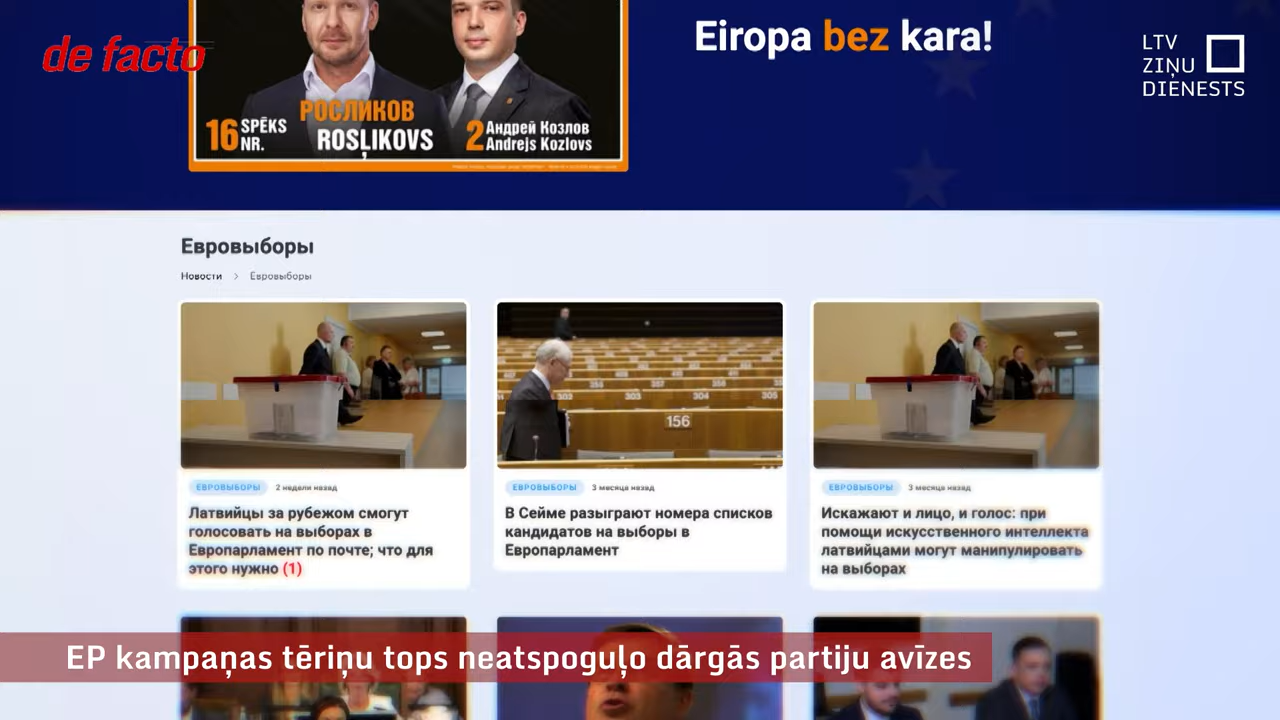 de facto
Eiropa bez kara!
LTV
ZIŅU
DIENESTS
РОСЛИКОВ
16 SPĒKS
NR.
ROSĻIKOVS
2 Андрей Козлов
Andrejs Kozlovs
Евровыборы
Новости > Евровыборы
303 304 305
156
ЕВРОВЫБОРЫ 2 недели назад
Латвийцы за рубежом смогут
голосовать на выборах в
Европарламент по почте; что для
этого нужно (1)
ЕВРОВЫБОРЫ 3 месяца назад
В Сейме разыграют номера списков
кандидатов на выборы в
Европарламент
ЕВРОВЫБОРЫ 3 месяца назад
Искажают и лицо, и голос: при
помощи искусственного интеллекта
латвийцами могут манипулировать
на выборах
EP kampaņas tēriņu tops neatspoguļo dārgās partiju avīzes